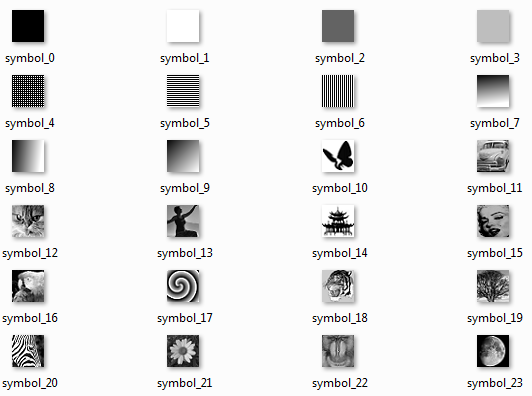 symbol_0 symbol_1 symbol_2 symbol_3
symbol_4 symbol_5 symbol_6 symbol_7
symbol_8 symbol_9 symbol_10 symbol_11
symbol_12 symbol_13 symbol_14 symbol_15
symbol_16 symbol_17 symbol_18 symbol_19
symbol_20 symbol_21 symbol_22 symbol_23